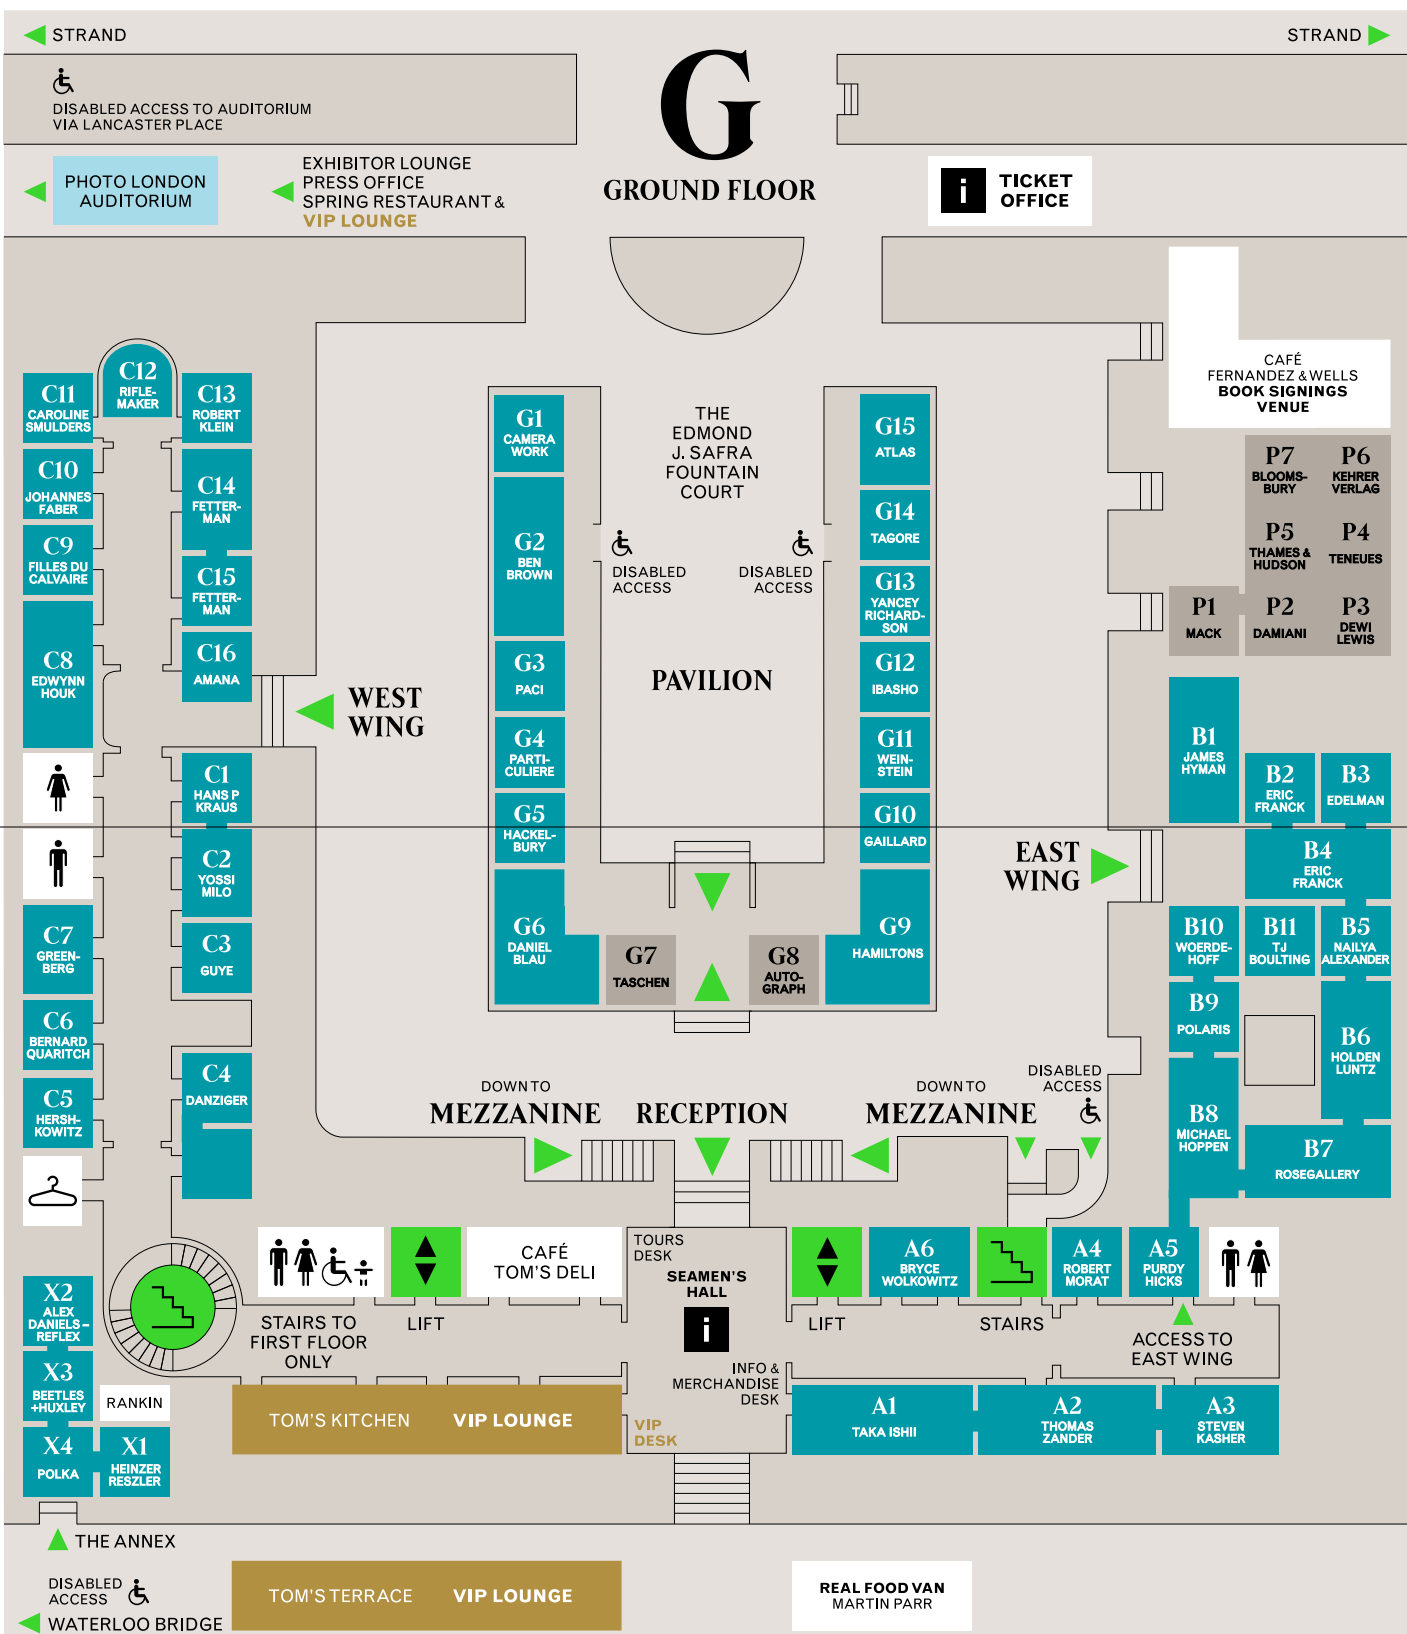 STRAND
STRAND
DISABLED ACCESS TO AUDITORIUM
VIA LANCASTER PLACE
G
GROUND FLOOR
PHOTO LONDON
AUDITORIUM
EXHIBITOR LOUNGE
PRESS OFFICE
SPRING RESTAURANT &
VIP LOUNGE
i
TICKET
OFFICE
C11
CAROLINE
SMULDERS
C12
RIFLE-
MAKER
C13
ROBERT
KLEIN
C10
JOHANNES
FABER
C14
FETTER-
MAN
C9
FILLES DU
CALVAIRE
C15
FETTER-
MAN
C8
EDWYNN
HOUK
C16
AMANA
WEST
WING
C1
HANS P
KRAUS
C2
YOSSI
MILO
C7
GREEN-
BERG
C3
GUYE
C6
BERNARD
QUARITCH
C4
DANZIGER
C5
HERSH-
KOWITZ
G1
CAMERA
WORK
G2
BEN
BROWN
G3
PACI
G4
PARTI-
CULIERE
G5
HACKEL-
BURY
G6
DANIEL
BLAU
G7
TASCHEN
THE
EDMOND
J. SAFRA
FOUNTAIN
COURT
DISABLED
ACCESS
DISABLED
ACCESS
PAVILION
G15
ATLAS
G14
TAGORE
G13
YANCEY
RICHARD-
SON
G12
IBASHO
G11
WEIN-
STEIN
G10
GAILLARD
G9
HAMILTONS
G8
AUTO-
GRAPH
CAFÉ
FERNANDEZ & WELLS
BOOK SIGNINGS
VENUE
P7
BLOOMS-
BURY
P6
KEHRER
VERLAG
P5
THAMES &
HUDSON
P4
TENEUES
P1
MACK
P2
DAMIANI
P3
DEWI
LEWIS
B1
JAMES
HYMAN
B2
ERIC
FRANCK
B3
EDELMAN
EAST
WING
B4
ERIC
FRANCK
B10
WOERDE-
HOFF
B11
TJ
BOULTING
B5
NAILYA
ALEXANDER
B9
POLARIS
B6
HOLDEN
LUNTZ
B8
MICHAEL
HOPPEN
B7
ROSEGALLERY
DOWN TO
MEZZANINE
RECEPTION
DOWN TO
MEZZANINE
DISABLED
ACCESS
CAFÉ
TOM'S DELI
TOURS
DESK
SEAMEN'S
HALL
i
INFO &
MERCHANDISE
DESK
VIP
DESK
A6
BRYCE
WOLKOWITZ
A4
ROBERT
MORAT
A5
PURDY
HICKS
STAIRS TO
FIRST FLOOR
ONLY
LIFT
LIFT
STAIRS
ACCESS TO
EAST WING
X2
ALEX
DANIELS –
REFLEX
X3
BEETLES
+HUXLEY
RANKIN
X4
POLKA
X1
HEINZER
RESZLER
TOM'S KITCHEN
VIP LOUNGE
A1
TAKA ISHII
A2
THOMAS
ZANDER
A3
STEVEN
KASHER
THE ANNEX
DISABLED
ACCESS
WATERLOO BRIDGE
TOM'S TERRACE
VIP LOUNGE
REAL FOOD VAN
MARTIN PARR